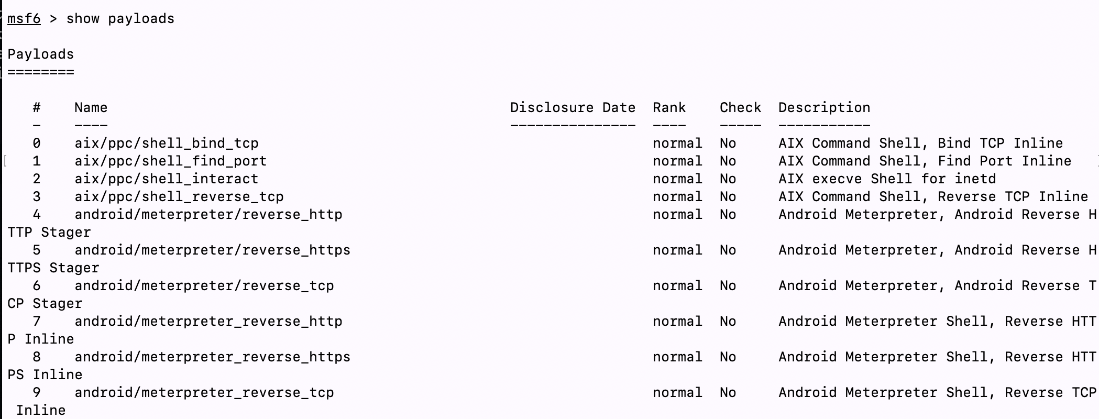 msf6 > show payloads
Payloads
========
# Name Disclosure Date Rank Check Description
- ---- --------------- ---- ----- -----------
0 aix/ppc/shell_bind_tcp normal No AIX Command Shell, Bind TCP Inline
1 aix/ppc/shell_find_port normal No AIX Command Shell, Find Port Inline
2 aix/ppc/shell_interact normal No AIX execve Shell for inetd
3 aix/ppc/shell_reverse_tcp normal No AIX Command Shell, Reverse TCP Inline
4 android/meterpreter/reverse_http normal No Android Meterpreter, Android Reverse H
TTP Stager
5 android/meterpreter/reverse_https normal No Android Meterpreter, Android Reverse H
TTPS Stager
6 android/meterpreter/reverse_tcp normal No Android Meterpreter, Android Reverse T
CP Stager
7 android/meterpreter_reverse_http normal No Android Meterpreter Shell, Reverse HTT
P Inline
8 android/meterpreter_reverse_https normal No Android Meterpreter Shell, Reverse HTT
PS Inline
9 android/meterpreter_reverse_tcp normal No Android Meterpreter Shell, Reverse TCP
Inline